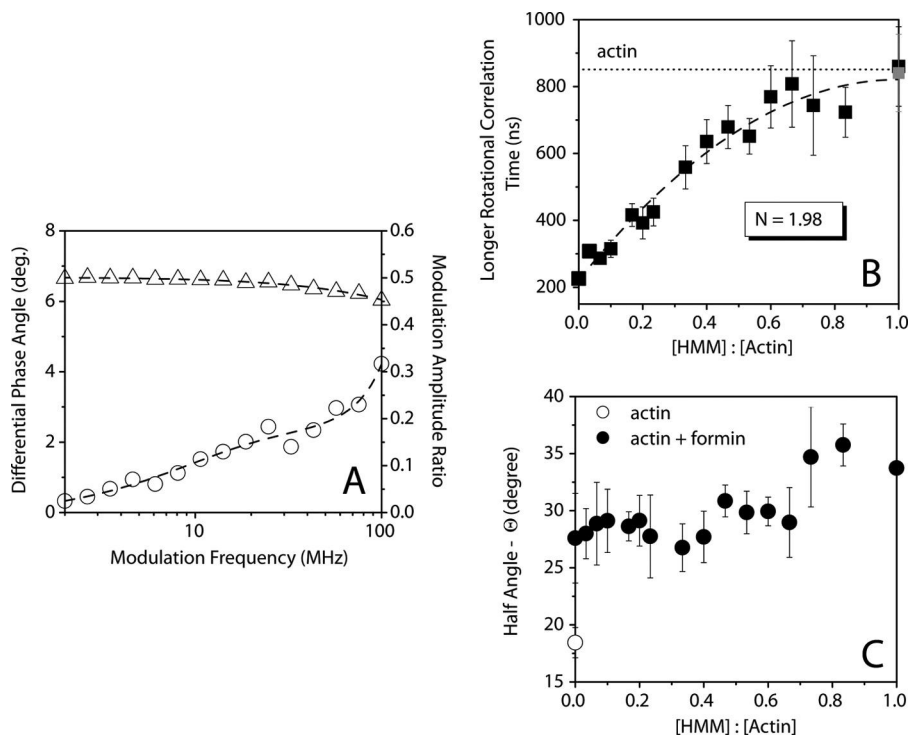 8
6
4
2
0
Differential Phase Angle (deg.)
0.6
0.5
0.4
0.3
0.2
0.1
0.0
Modulation Amplitude Ratio
A
10
100
Modulation Frequency (MHz)
1000
800
600
400
200
Longer Rotational Correlation
Time (ns)
actin
N = 1.98
B
0.0 0.2 0.4 0.6 0.8 1.0
[HMM] : [Actin]
40
35
30
25
20
15
Half Angle - Θ (degree)
actin
actin + formin
C
0.0 0.2 0.4 0.6 0.8 1.0
[HMM] : [Actin]